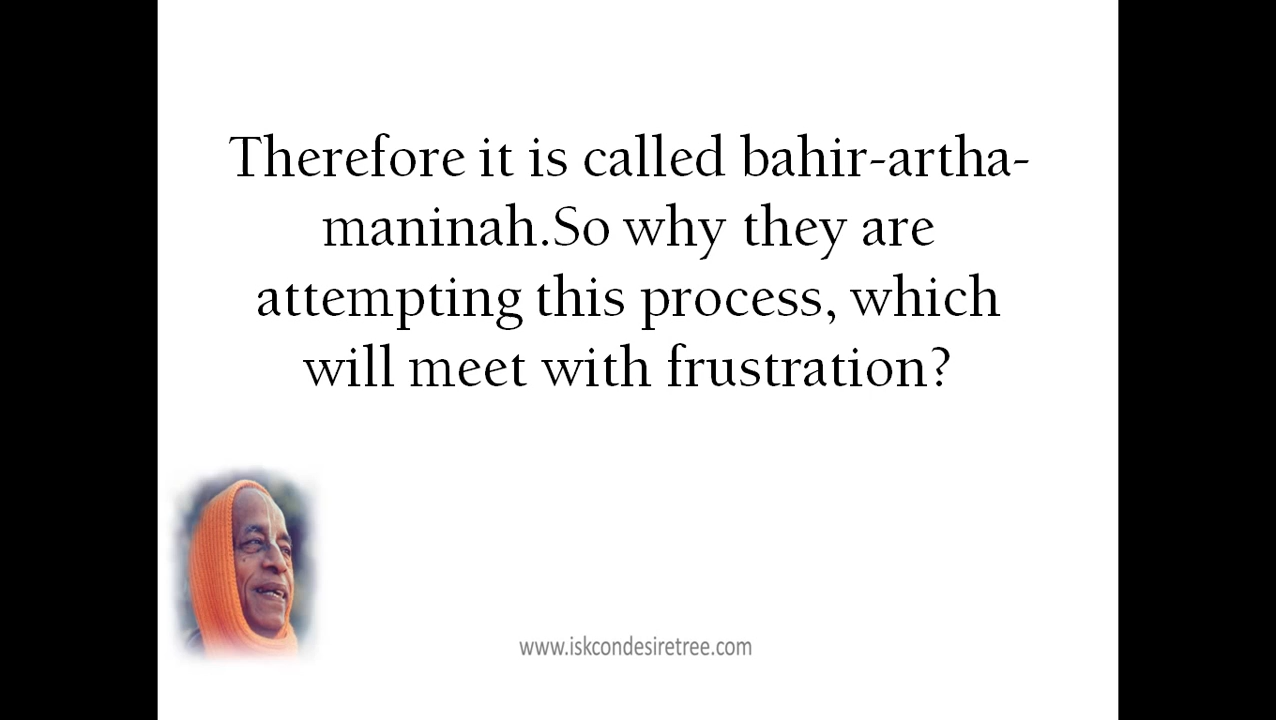 Therefore it is called bahir-artha-
maninah.So why they are
attempting this process, which
will meet with frustration?
www.iskcondesiretree.com